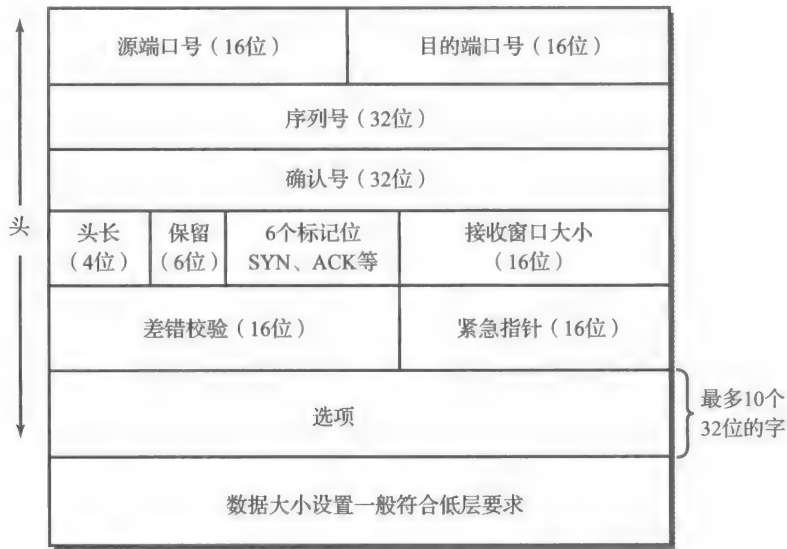 源端口号（16位）
目的端口号（16位）
序列号（32位）
确认号（32位）
头
头长
（4位）
保留
（6位）
6个标记位
SYN、ACK等
接收窗口大小
（16位）
差错校验（16位）
紧急指针（16位）
选项
最多10个
32位的字
数据大小设置一般符合低层要求